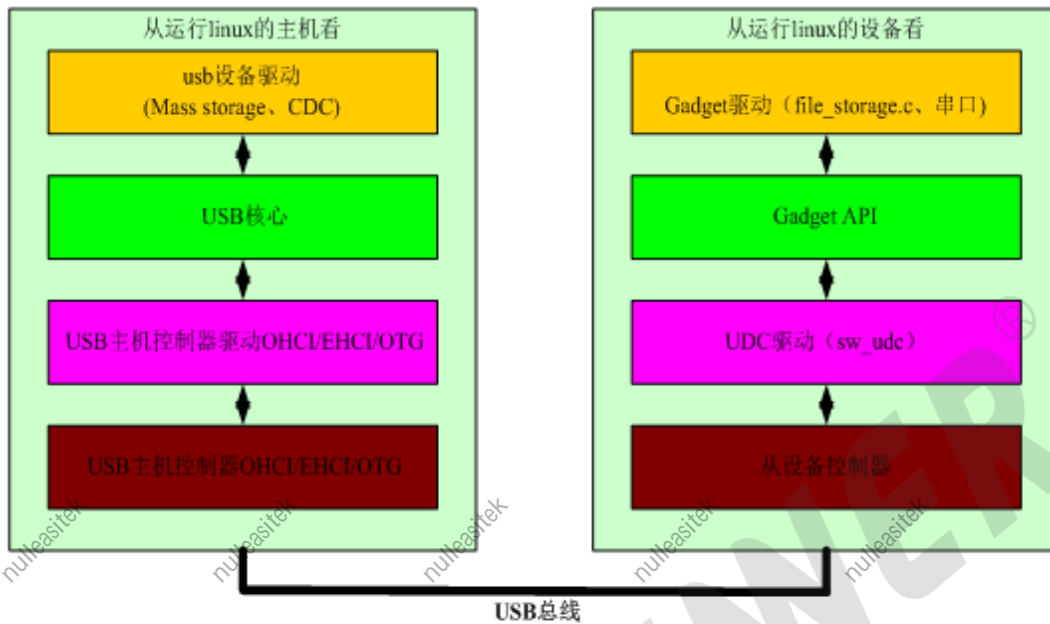 从运行linux的主机看
usb设备驱动
(Mass storage、CDC)
USB核心
USB主机控制器驱动OHCI/EHCI/OTG
USB主机控制器OHCI/EHCI/OTG
从运行linux的设备看
Gadget驱动（file_storage.c、串口)
Gadget API
UDC驱动（sw_udc）
从设备控制器
USB总线
nulleasitek
nulleasitek
nulleasitek
nulleasitek
nulleasitek
®